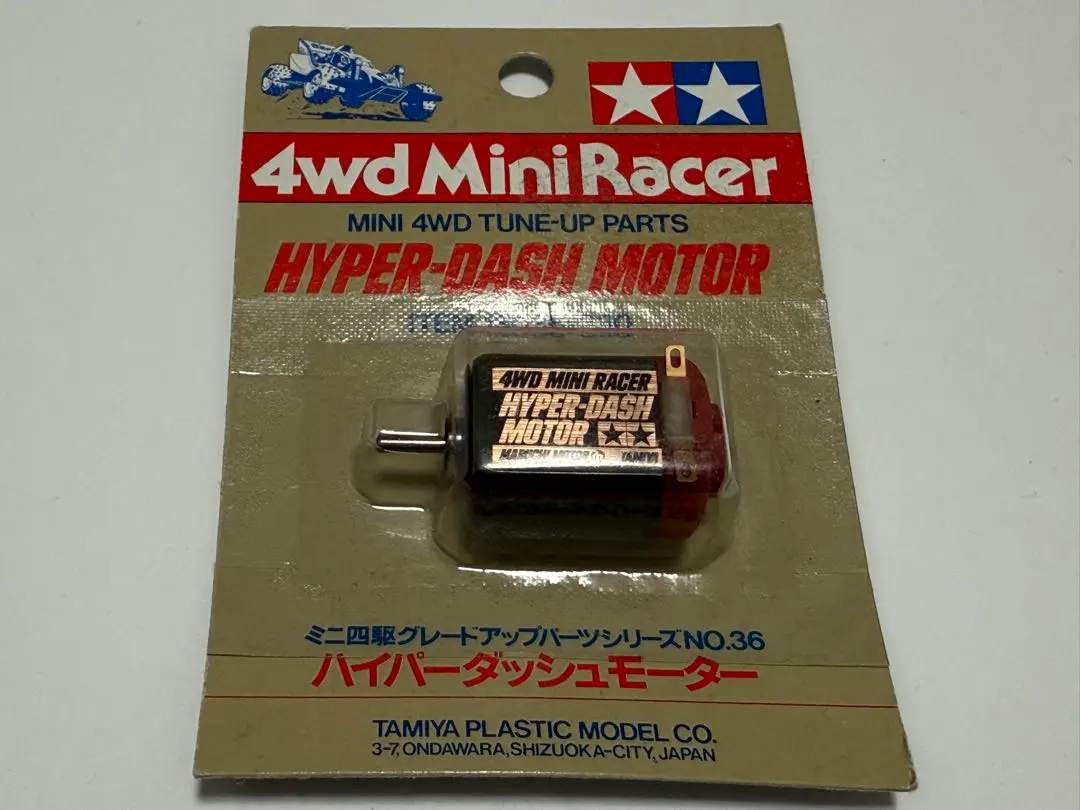 4wd Mini Racer
MINI 4WD TUNE-UP PARTS
HYPER-DASH MOTOR
ITEM
4WD MINI RACER
HYPER-DASH
MOTOR
MABUCHI MOTOR TAMIYA
ミニ四駆グレードアップパーツシリーズNO.36
ハイパーダッシュモーター
TAMIYA PLASTIC MODEL CO.
3-7, ONDAWARA, SHIZUOKA-CITY, JAPAN